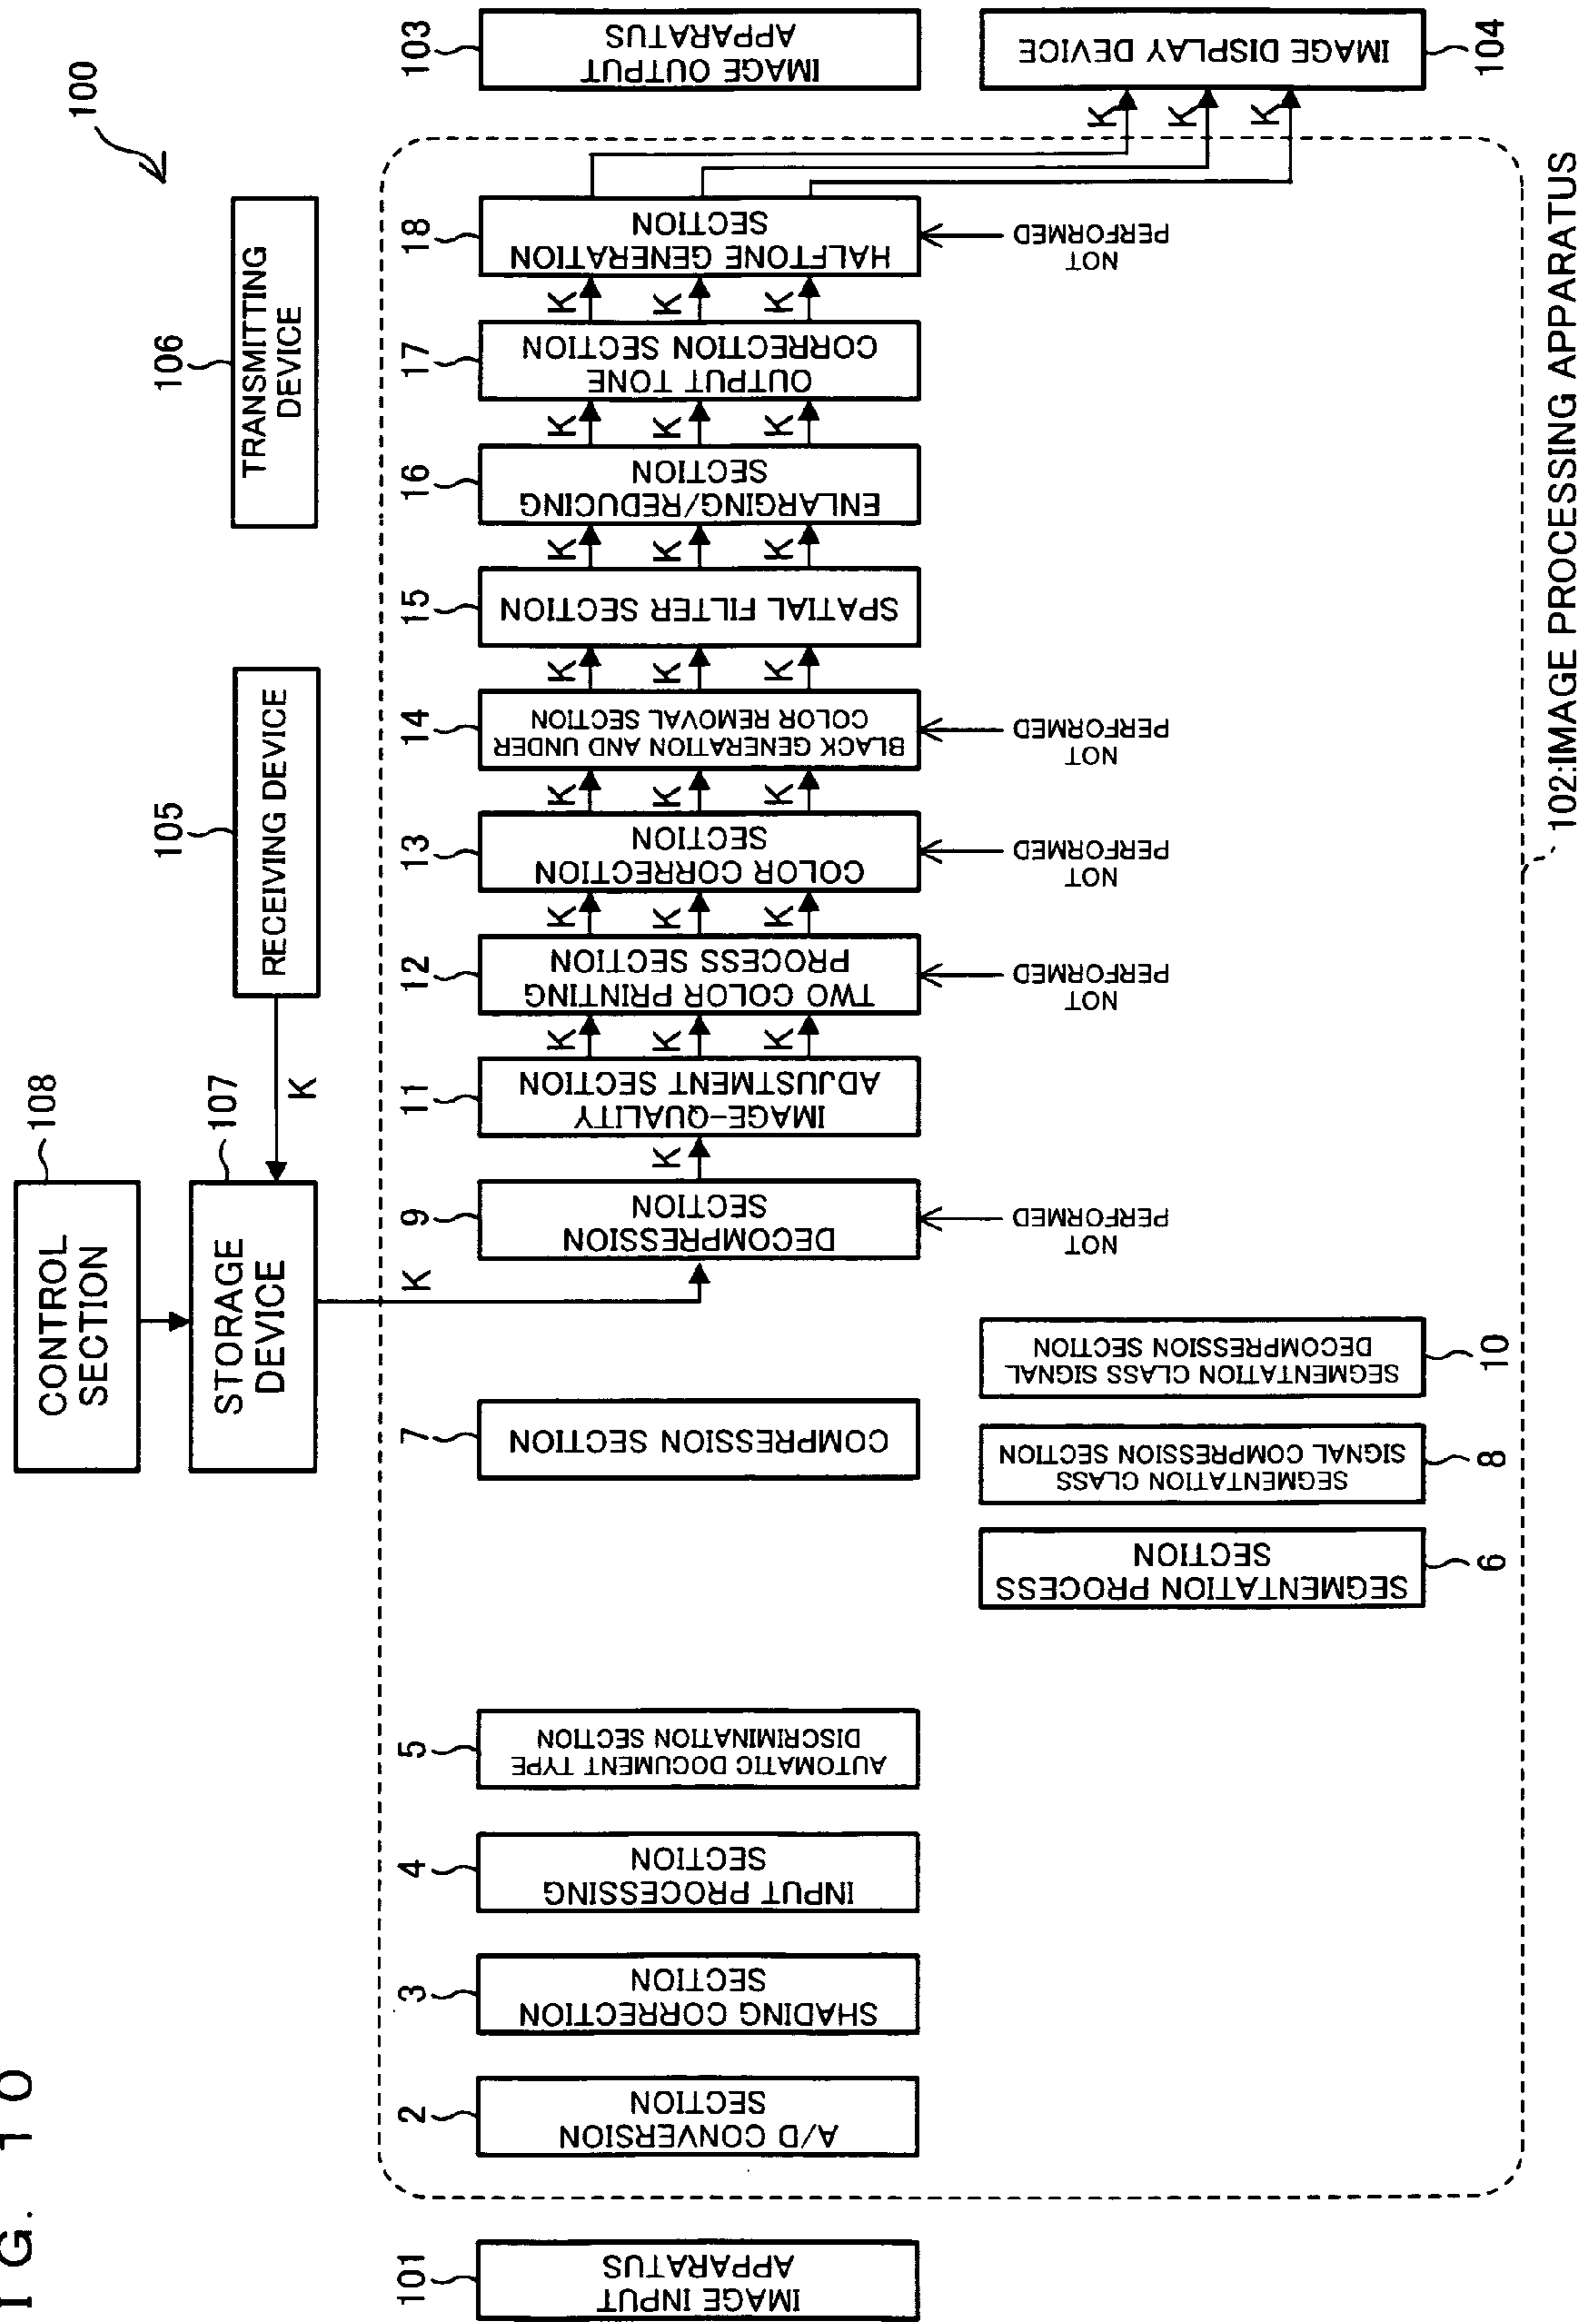 I G. 1 0
100
CONTROL
SECTION
108
STORAGE
DEVICE
107
K
RECEIVING DEVICE
105
TRANSMITTING
DEVICE
106
101
IMAGE INPUT
APPARATUS
2
A/D CONVERSION
SECTION
3
SHADING CORRECTION
SECTION
4
INPUT PROCESSING
SECTION
5
AUTOMATIC DOCUMENT TYPE
DISCRIMINATION SECTION
7
COMPRESSION SECTION
K
9
DECOMPRESSION
SECTION
NOT
PERFORMED
K
11
IMAGE-QUALITY
ADJUSTMENT SECTION
K
K
K
12
TWO COLOR PRINTING
PROCESS SECTION
NOT
PERFORMED
K
K
K
13
COLOR CORRECTION
SECTION
NOT
PERFORMED
K
K
K
14
BLACK GENERATION AND UNDER
COLOR REMOVAL SECTION
NOT
PERFORMED
K
K
K
15
SPATIAL FILTER SECTION
K
K
K
16
ENLARGING/REDUCING
SECTION
K
K
K
17
OUTPUT TONE
CORRECTION SECTION
K
K
K
18
HALFTONE GENERATION
SECTION
NOT
PERFORMED
103
IMAGE OUTPUT
APPARATUS
K
K
K
IMAGE DISPLAY DEVICE
104
SEGMENTATION PROCESS
SECTION
6
SEGMENTATION CLASS
SIGNAL COMPRESSION SECTION
8
SEGMENTATION CLASS SIGNAL
DECOMPRESSION SECTION
10
102:IMAGE PROCESSING APPARATUS